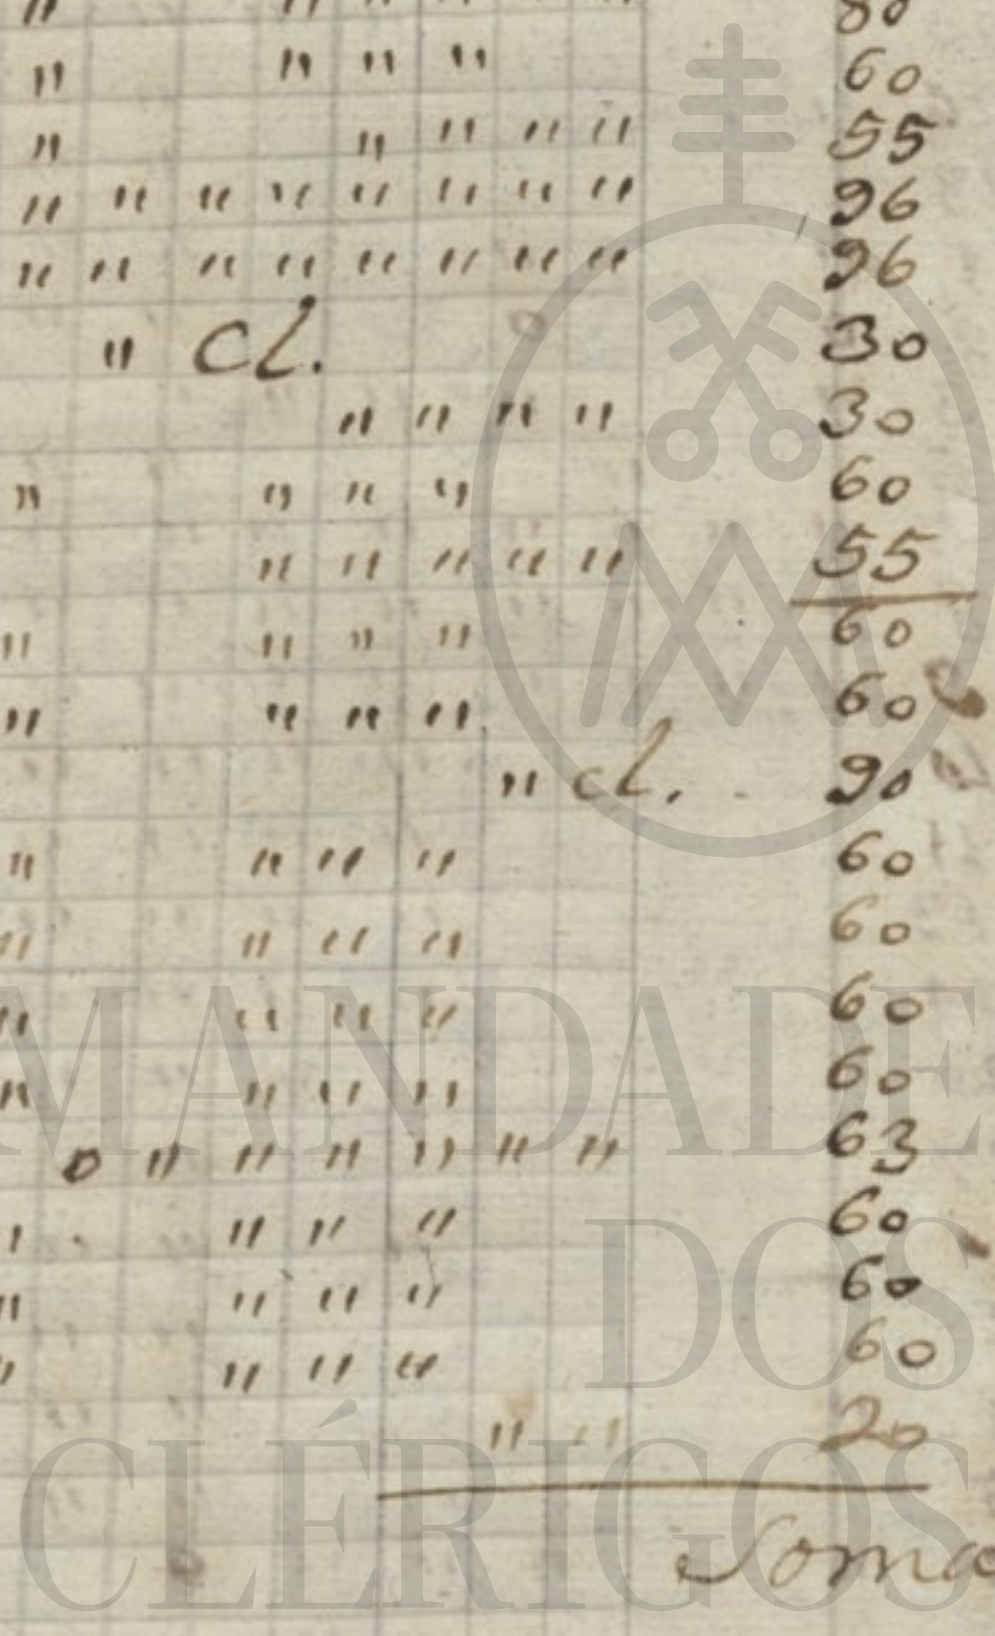 " " " " " " 80
" " " " 60
" " " " " 55
" " " " " " " " 96
" " " " " " " " 96
" Cl. 30
" " " " 30
" " " " 60
" " " " " 55
" " " " 60
" " " " 60
" cl. 90
" " " " 60
" " " " 60
" " " " 60
" " " " 60
o " " " " " " 63
" " " " 60
" " " " 60
" " " " 60
" " 20
Soma
MANDADE
DOS
CLÉRIGOS